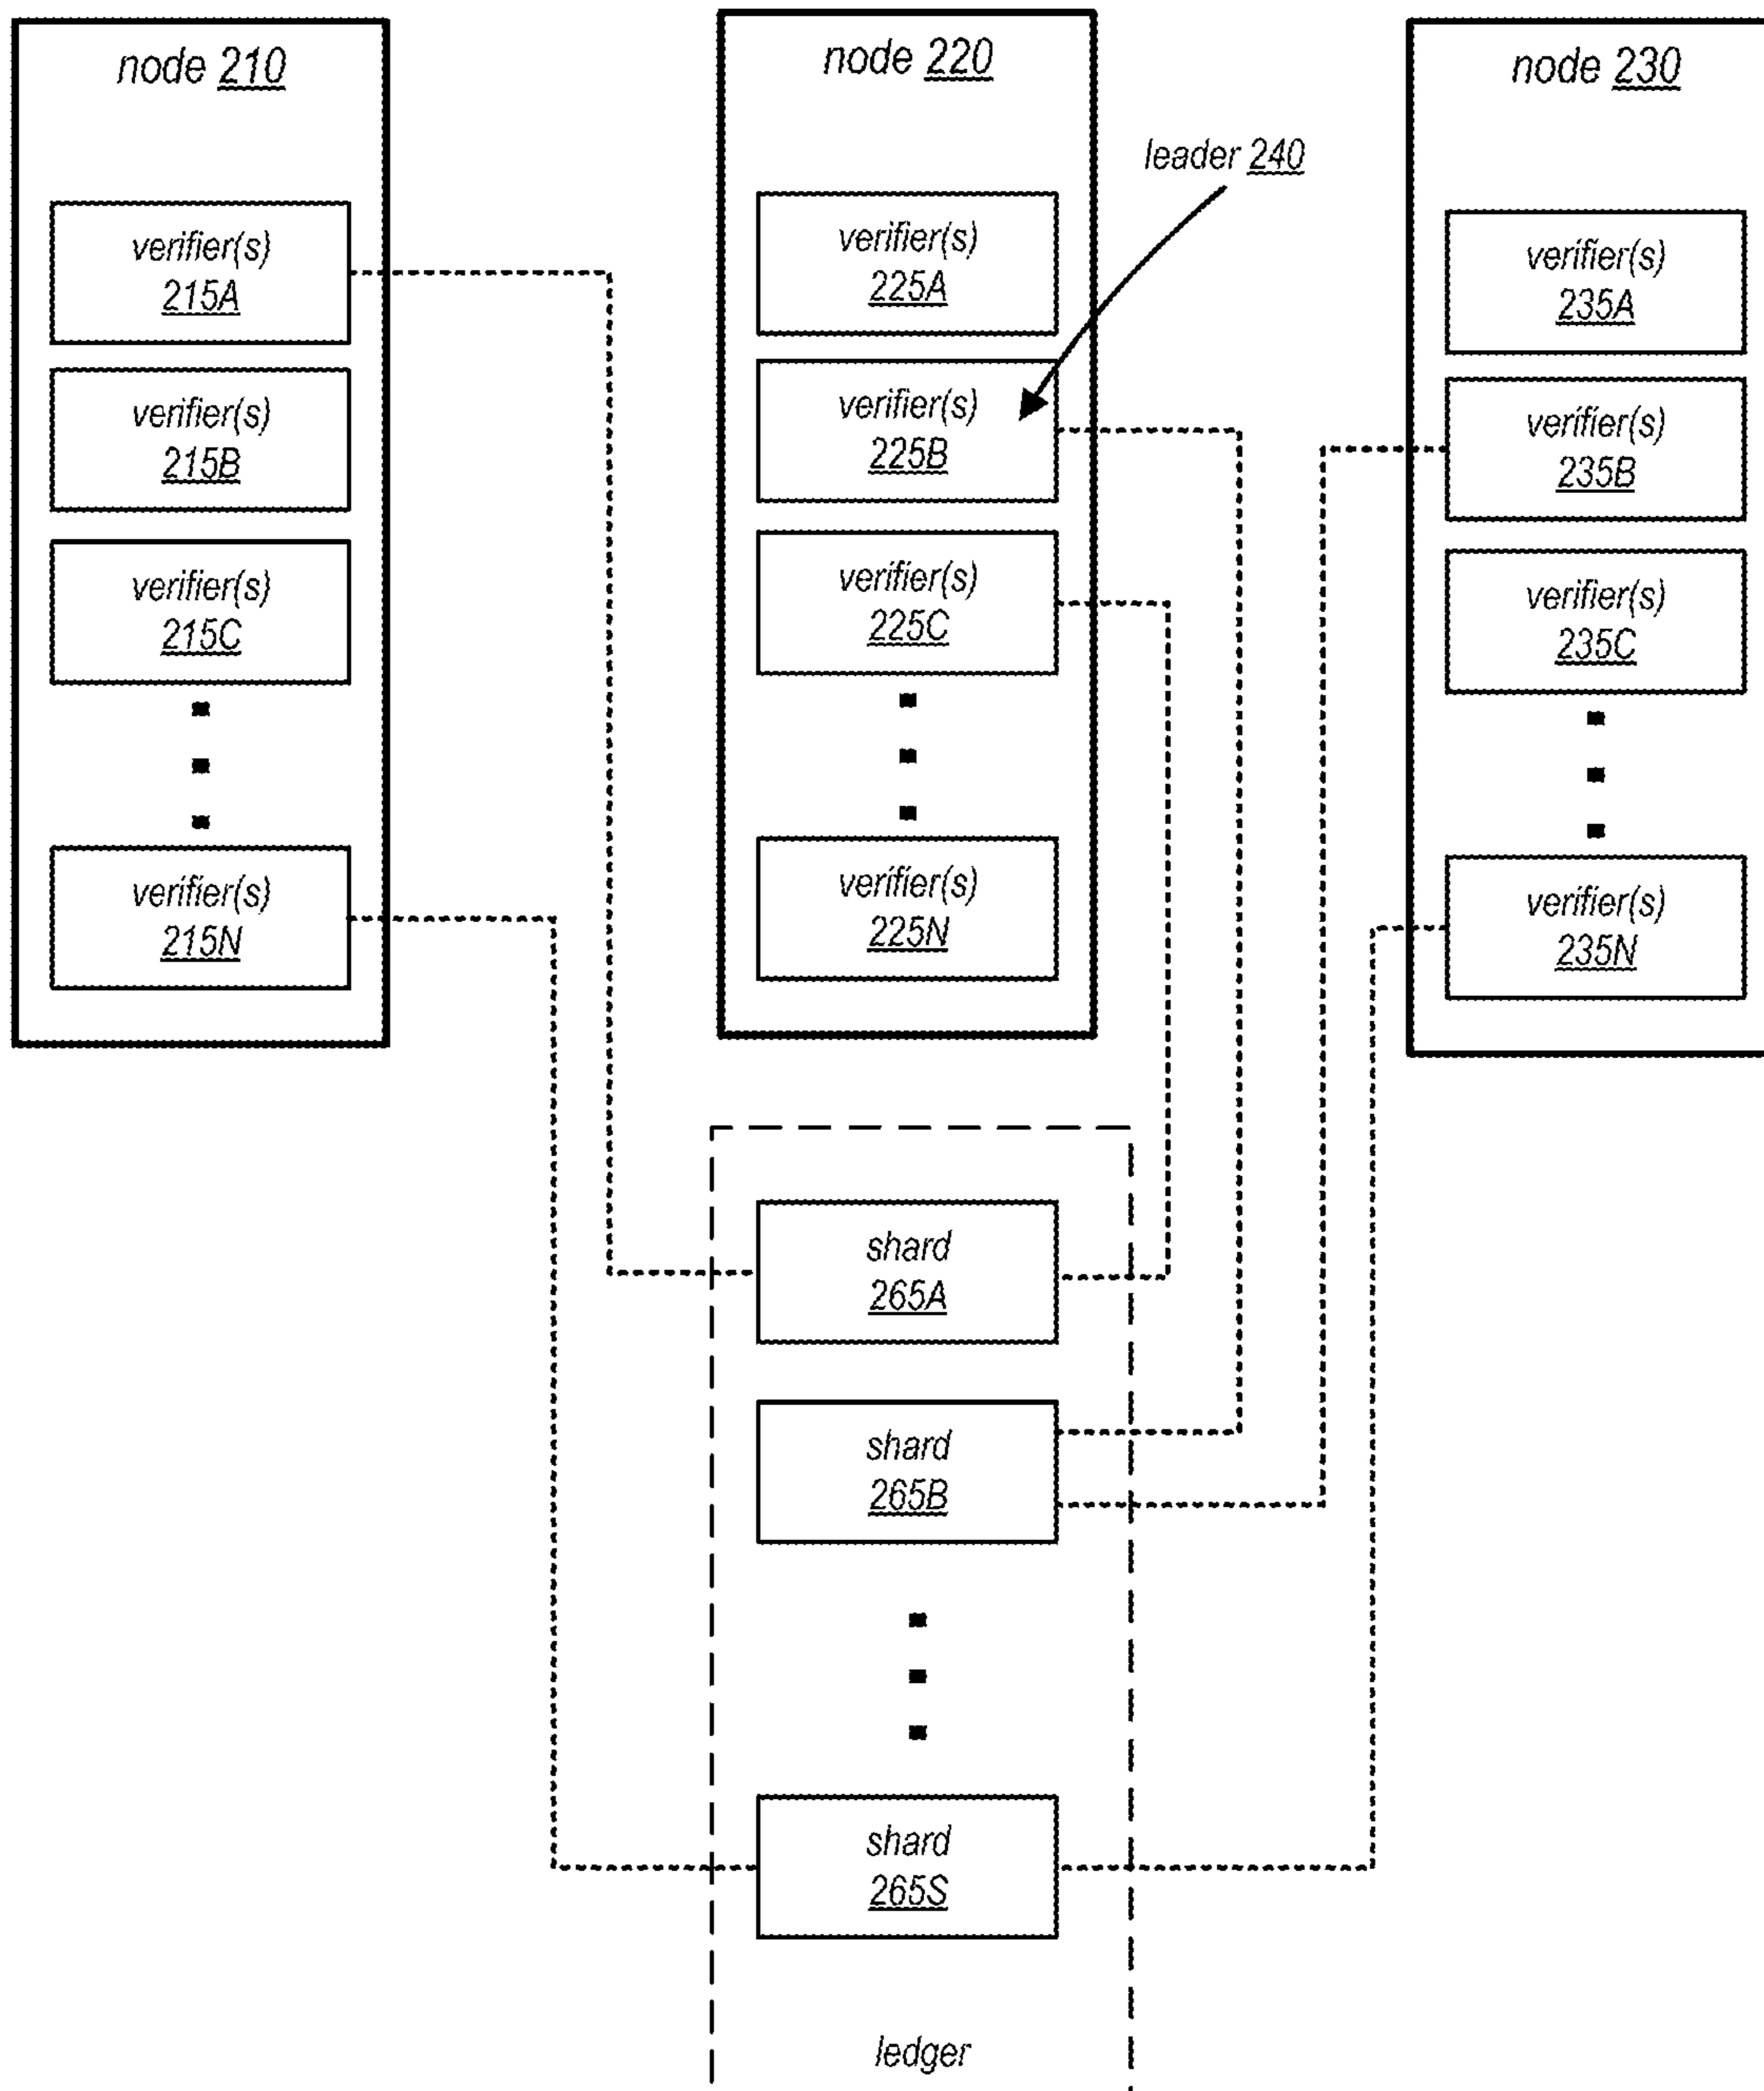 node 210
verifier(s)
215A
verifier(s)
215B
verifier(s)
215C
verifier(s)
215N
node 220
leader 240
verifier(s)
225A
verifier(s)
225B
verifier(s)
225C
verifier(s)
225N
node 230
verifier(s)
235A
verifier(s)
235B
verifier(s)
235C
verifier(s)
235N
shard
265A
shard
265B
shard
265S
ledger